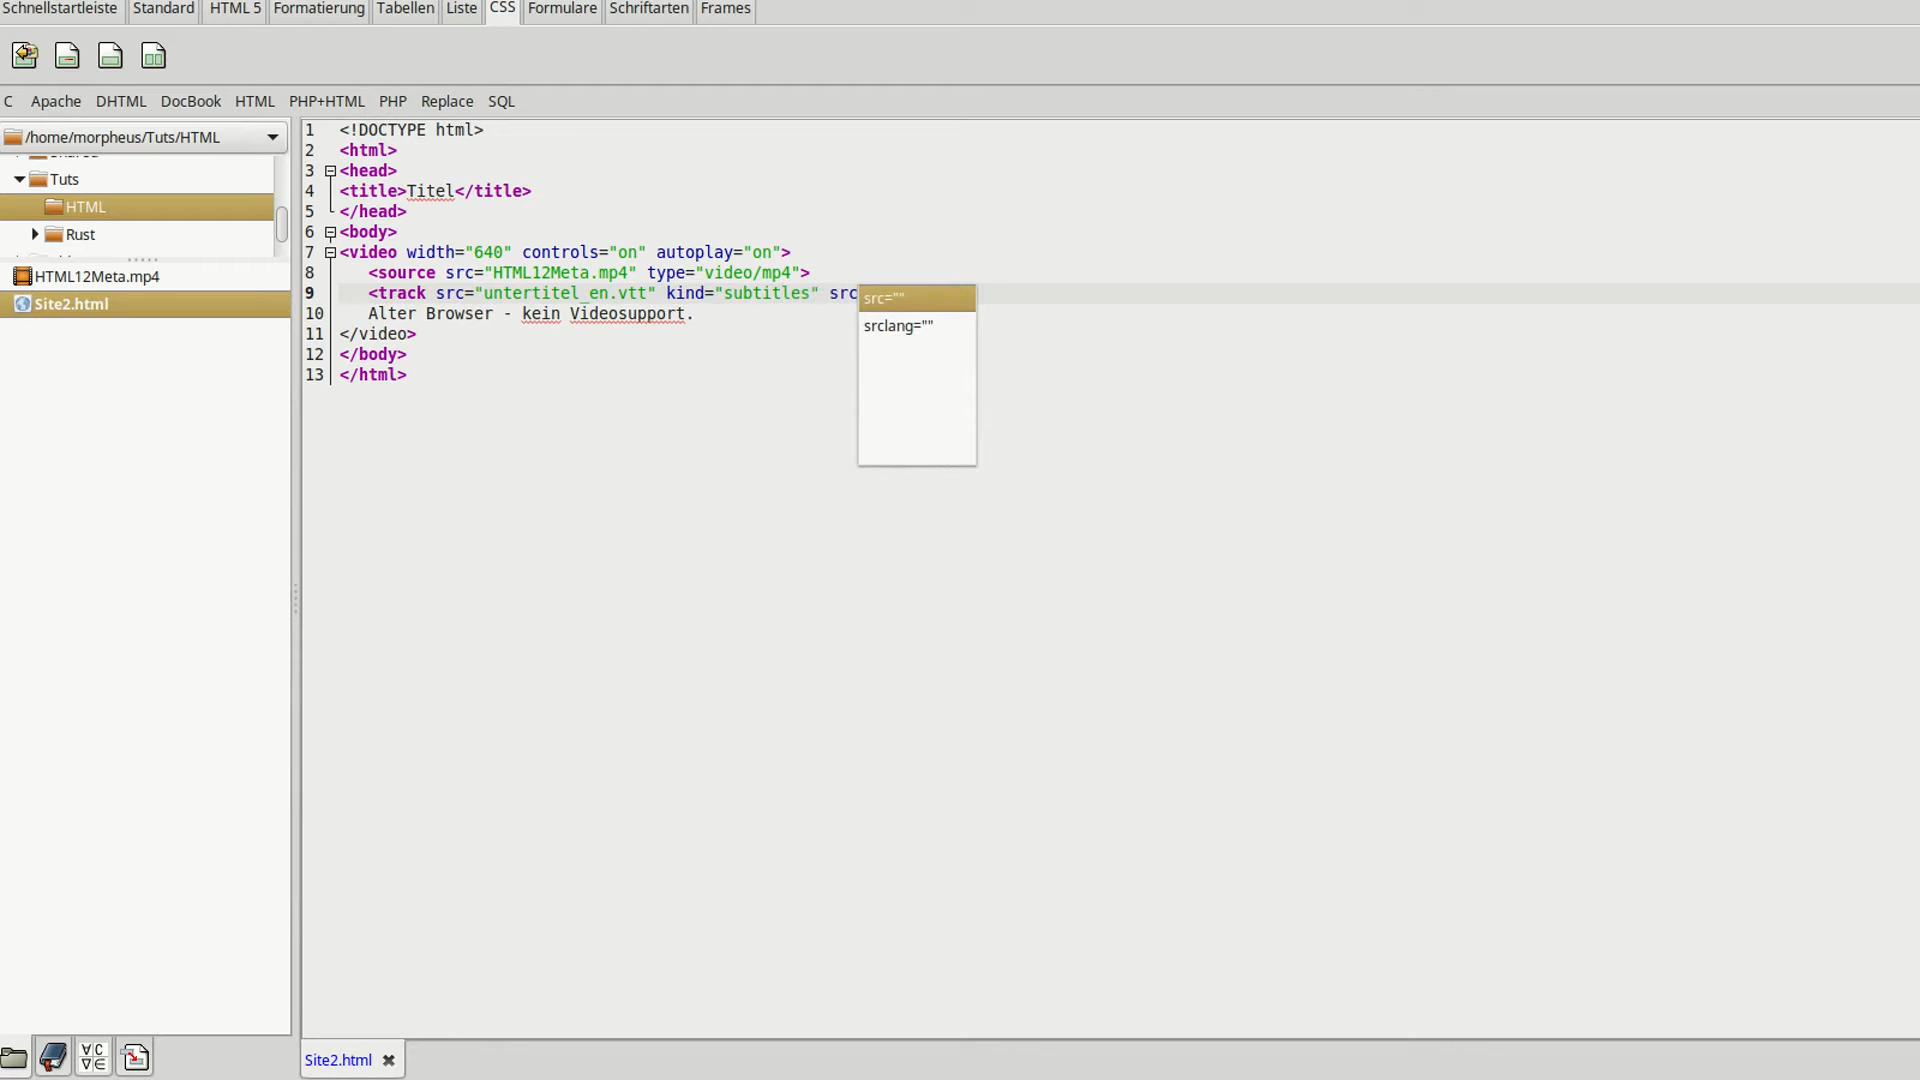 Schnellstartleiste Standard HTML 5 Formatierung Tabellen Liste CSS Formulare Schriftarten Frames
C Apache DHTML DocBook HTML PHP+HTML PHP Replace SQL
/home/morpheus/Tuts/HTML
Tuts
HTML
Rust
HTML12Meta.mp4
Site2.html
1 <!DOCTYPE html>
2 <html>
3 <head>
4 <title>Titel</title>
5 </head>
6 <body>
7 <video width="640" controls="on" autoplay="on">
8 <source src="HTML12Meta.mp4" type="video/mp4">
9 <track src="untertitel_en.vtt" kind="subtitles" src
10 Alter Browser - kein Videosupport.
11 </video>
12 </body>
13 </html>
src=""
srclang=""
Site2.html